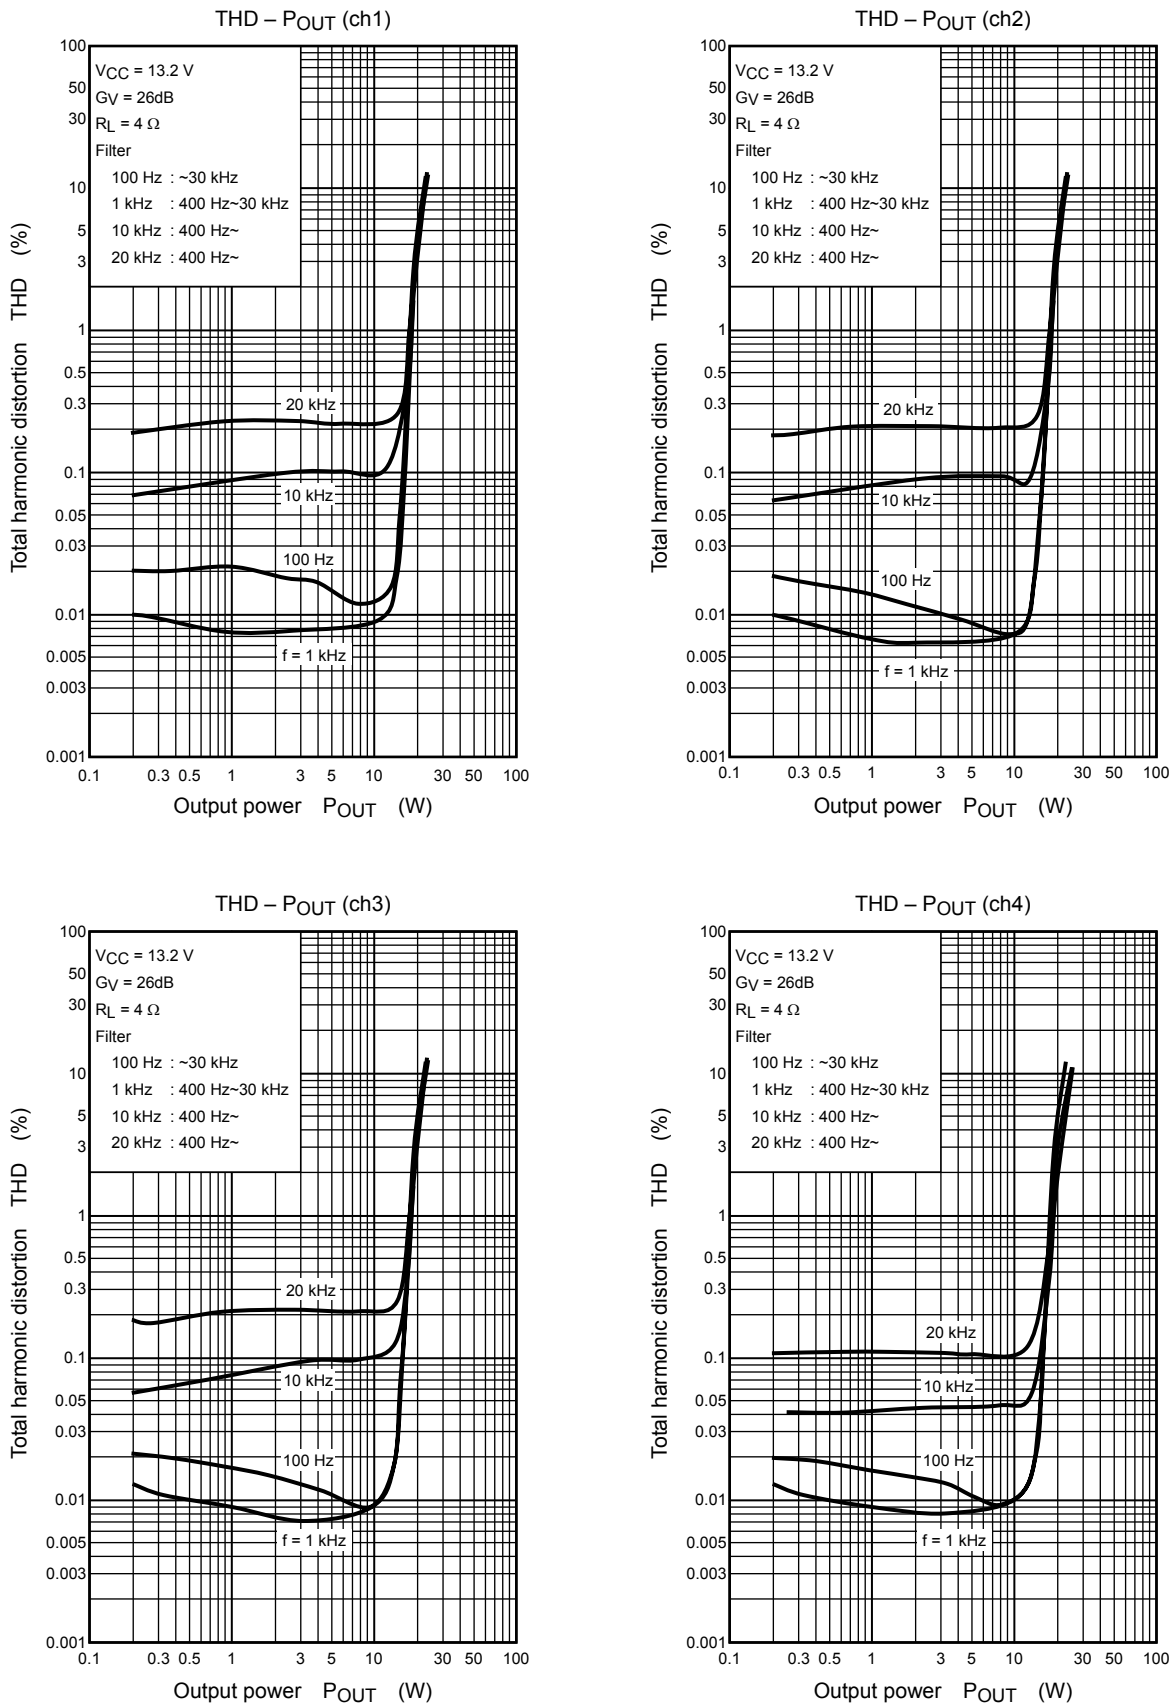 THD – POUT (ch1)
VCC = 13.2 V
GV = 26dB
RL = 4 Ω
Filter
100 Hz : ~30 kHz
1 kHz : 400 Hz~30 kHz
10 kHz : 400 Hz~
20 kHz : 400 Hz~
20 kHz
10 kHz
100 Hz
f = 1 kHz
100
50
30
10
5
3
1
0.5
0.3
0.1
0.05
0.03
0.01
0.005
0.003
0.001
0.1 0.3 0.5 1 3 5 10 30 50 100
Total harmonic distortion THD (%)
Output power POUT (W)
THD – POUT (ch2)
VCC = 13.2 V
GV = 26dB
RL = 4 Ω
Filter
100 Hz : ~30 kHz
1 kHz : 400 Hz~30 kHz
10 kHz : 400 Hz~
20 kHz : 400 Hz~
20 kHz
10 kHz
100 Hz
f = 1 kHz
100
50
30
10
5
3
1
0.5
0.3
0.1
0.05
0.03
0.01
0.005
0.003
0.001
0.1 0.3 0.5 1 3 5 10 30 50 100
Total harmonic distortion THD (%)
Output power POUT (W)
THD – POUT (ch3)
VCC = 13.2 V
GV = 26dB
RL = 4 Ω
Filter
100 Hz : ~30 kHz
1 kHz : 400 Hz~30 kHz
10 kHz : 400 Hz~
20 kHz : 400 Hz~
20 kHz
10 kHz
100 Hz
f = 1 kHz
100
50
30
10
5
3
1
0.5
0.3
0.1
0.05
0.03
0.01
0.005
0.003
0.001
0.1 0.3 0.5 1 3 5 10 30 50 100
Total harmonic distortion THD (%)
Output power POUT (W)
THD – POUT (ch4)
VCC = 13.2 V
GV = 26dB
RL = 4 Ω
Filter
100 Hz : ~30 kHz
1 kHz : 400 Hz~30 kHz
10 kHz : 400 Hz~
20 kHz : 400 Hz~
20 kHz
10 kHz
100 Hz
f = 1 kHz
100
50
30
10
5
3
1
0.5
0.3
0.1
0.05
0.03
0.01
0.005
0.003
0.001
0.1 0.3 0.5 1 3 5 10 30 50 100
Total harmonic distortion THD (%)
Output power POUT (W)